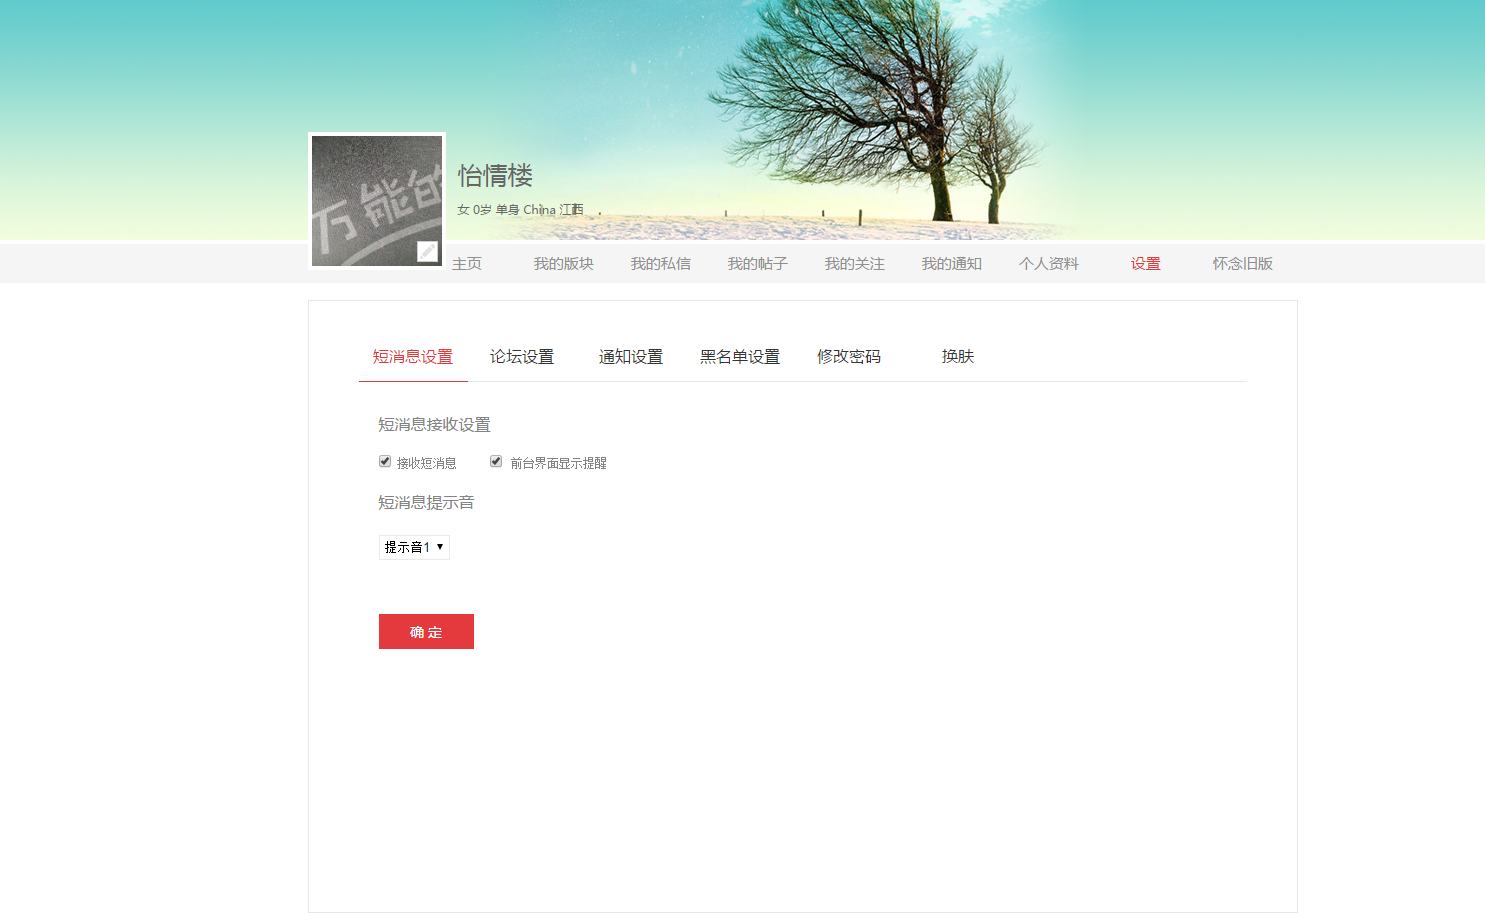 万能的
怡情楼
女 0岁 单身 China 江西
主页 我的版块 我的私信 我的帖子 我的关注 我的通知 个人资料 设置 怀念旧版
短消息设置 论坛设置 通知设置 黑名单设置 修改密码 换肤
短消息接收设置
接收短消息 前台界面显示提醒
短消息提示音
提示音1
确 定